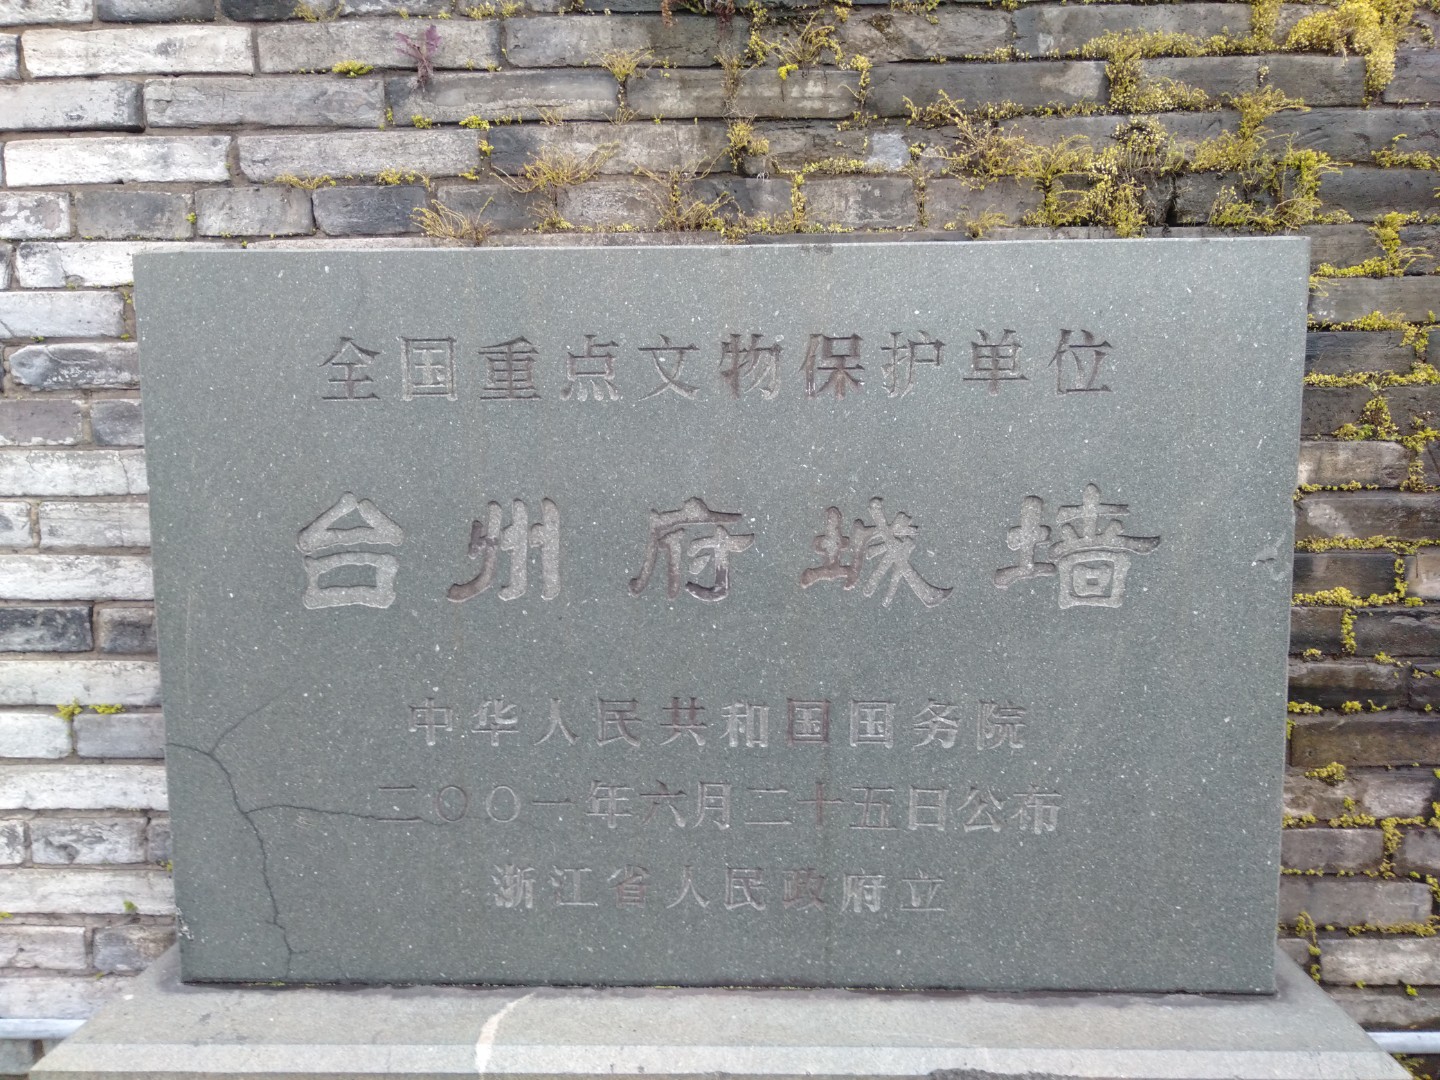 全国重点文物保护单位
台州府城墙
中华人民共和国国务院
二〇〇一年六月二十五日公布
浙江省人民政府立